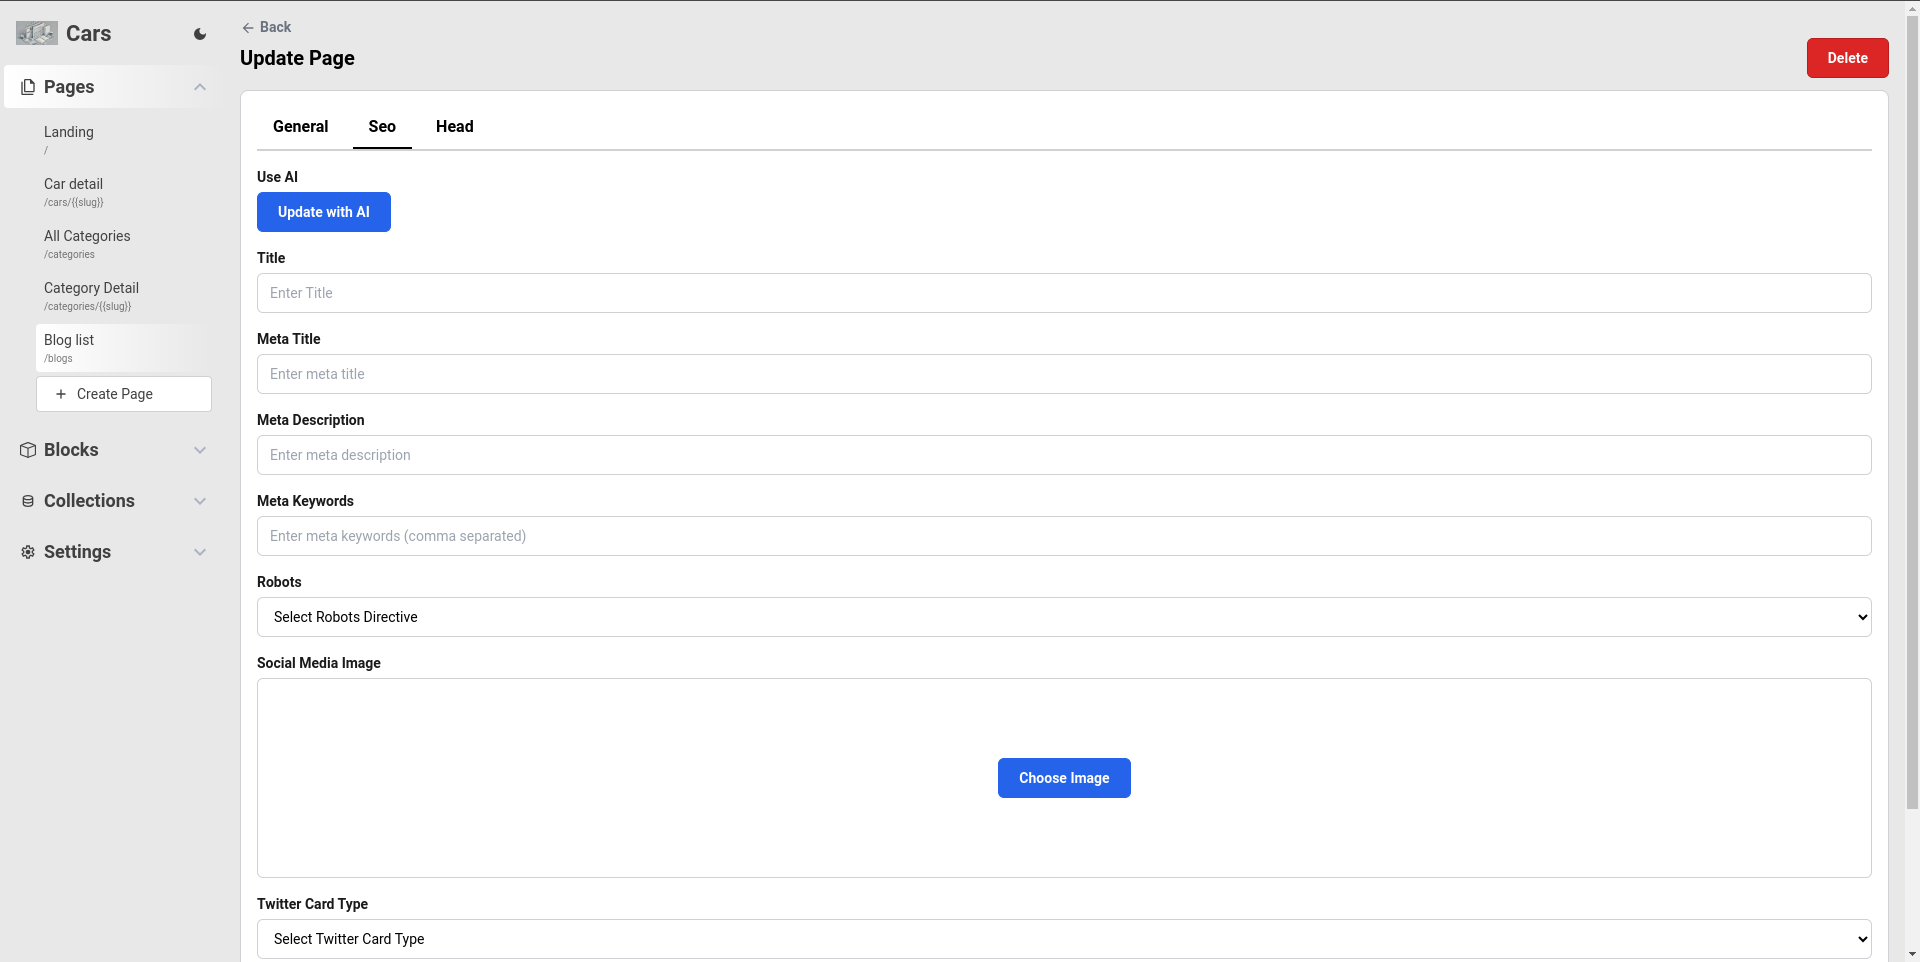 Cars
Pages
Landing
/
Car detail
/cars/{{slug}}
All Categories
/categories
Category Detail
/categories/{{slug}}
Blog list
/blogs
+ Create Page
Blocks
Collections
Settings
← Back
Update Page
Delete
General Seo Head
Use AI
Update with AI
Title
Enter Title
Meta Title
Enter meta title
Meta Description
Enter meta description
Meta Keywords
Enter meta keywords (comma separated)
Robots
Select Robots Directive
Social Media Image
Choose Image
Twitter Card Type
Select Twitter Card Type